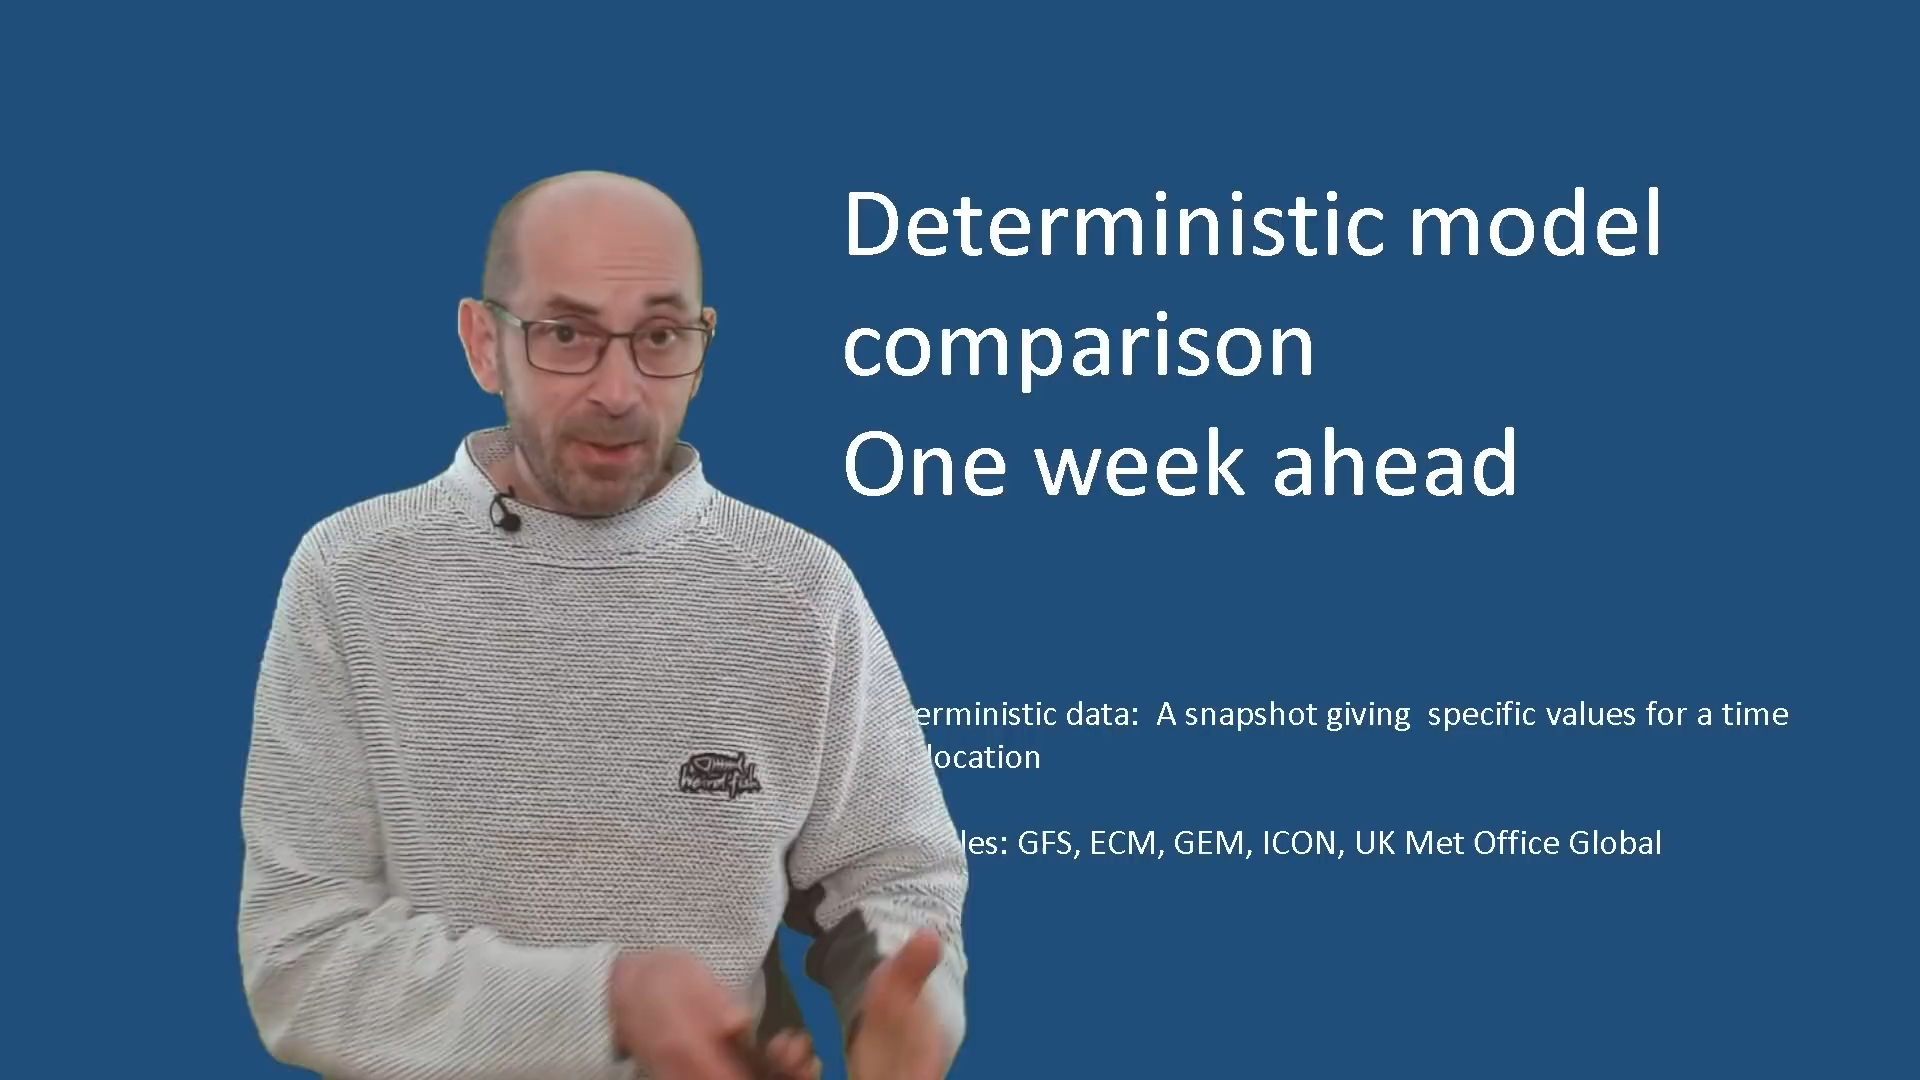 Deterministic model
comparison
One week ahead
erministic data: A snapshot giving specific values for a time
location
les: GFS, ECM, GEM, ICON, UK Met Office Global